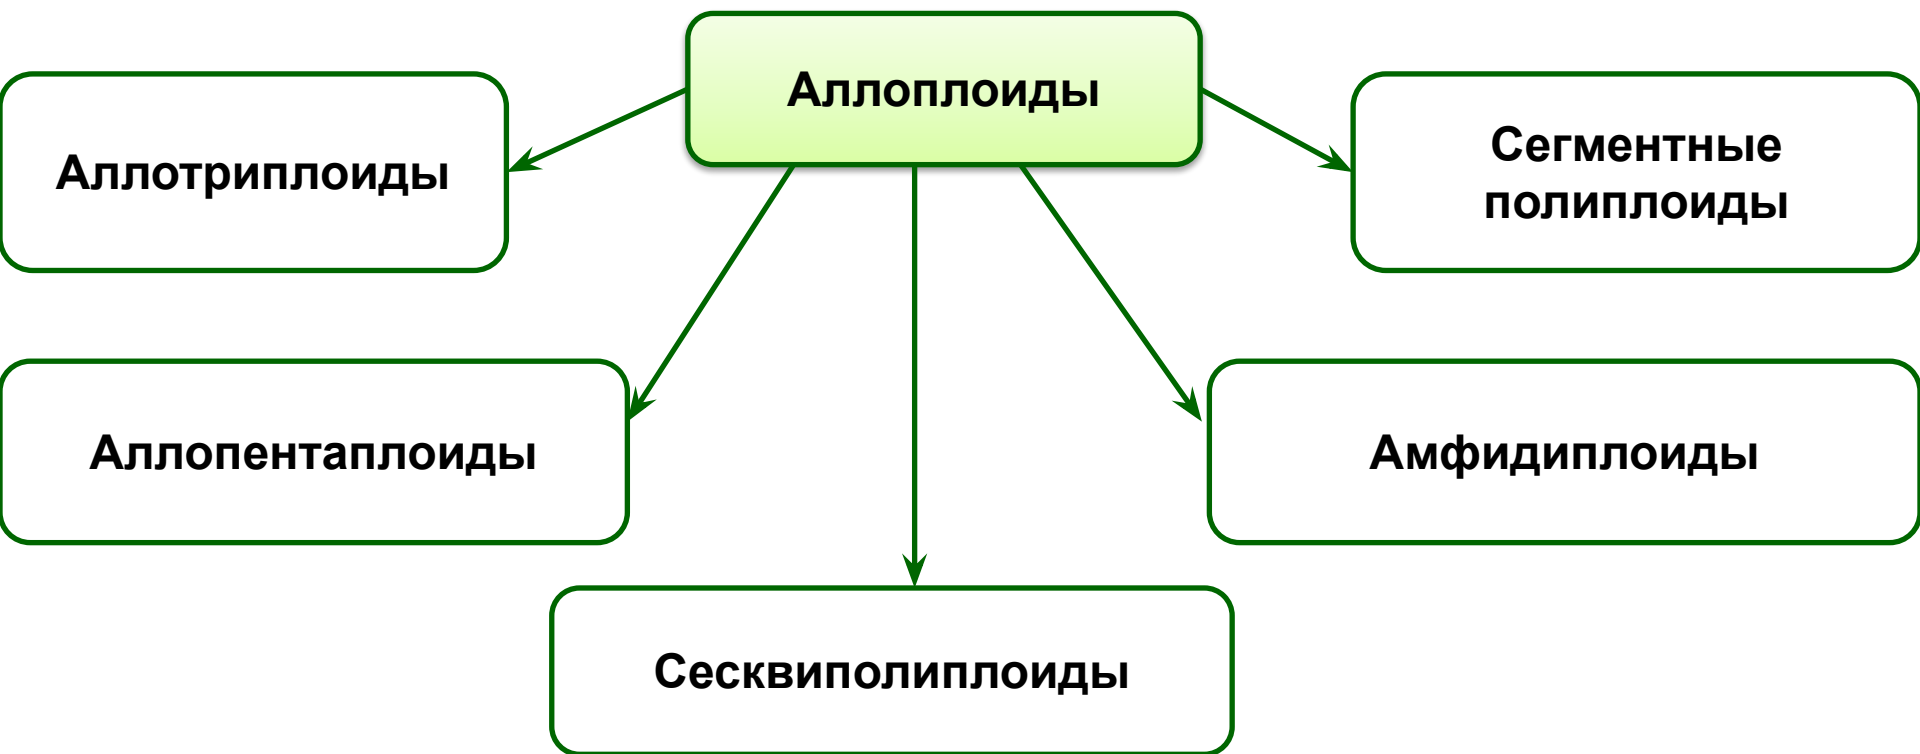 Аллоплоиды
Аллотриплоиды
Сегментные
полиплоиды
Аллопентаплоиды
Амфидиплоиды
Сесквиполиплоиды